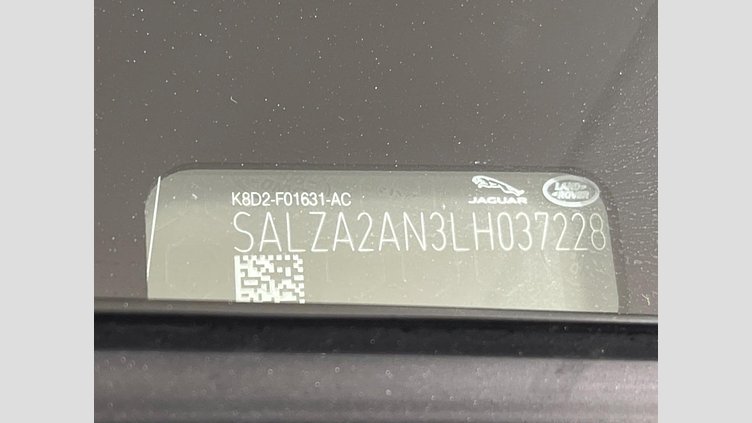 K8D2-F01631-AC
JAGUAR
LAND ROVER
SALZA2AN3LH037228